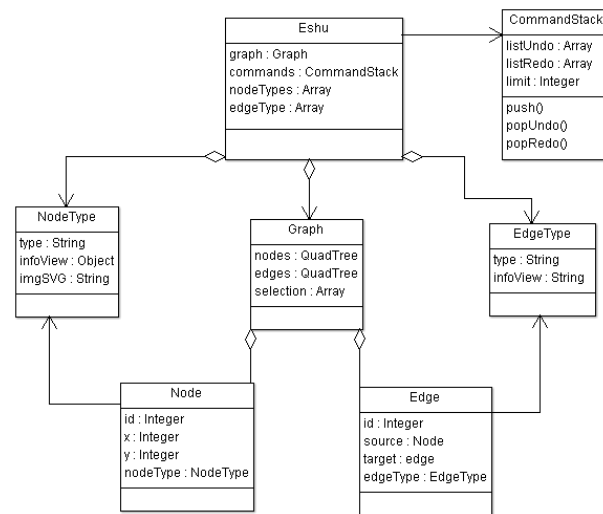 Eshu
graph : Graph
commands : CommandStack
nodeTypes : Array
edgeType : Array
CommandStack
listUndo : Array
listRedo : Array
limit : Integer
push()
popUndo()
popRedo()
NodeType
type : String
infoView : Object
imgSVG : String
Graph
nodes : QuadTree
edges : QuadTree
selection : Array
EdgeType
type : String
infoView : String
Node
id : Integer
x : Integer
y : Integer
nodeType : NodeType
Edge
id : Integer
source : Node
target : edge
edgeType : EdgeType